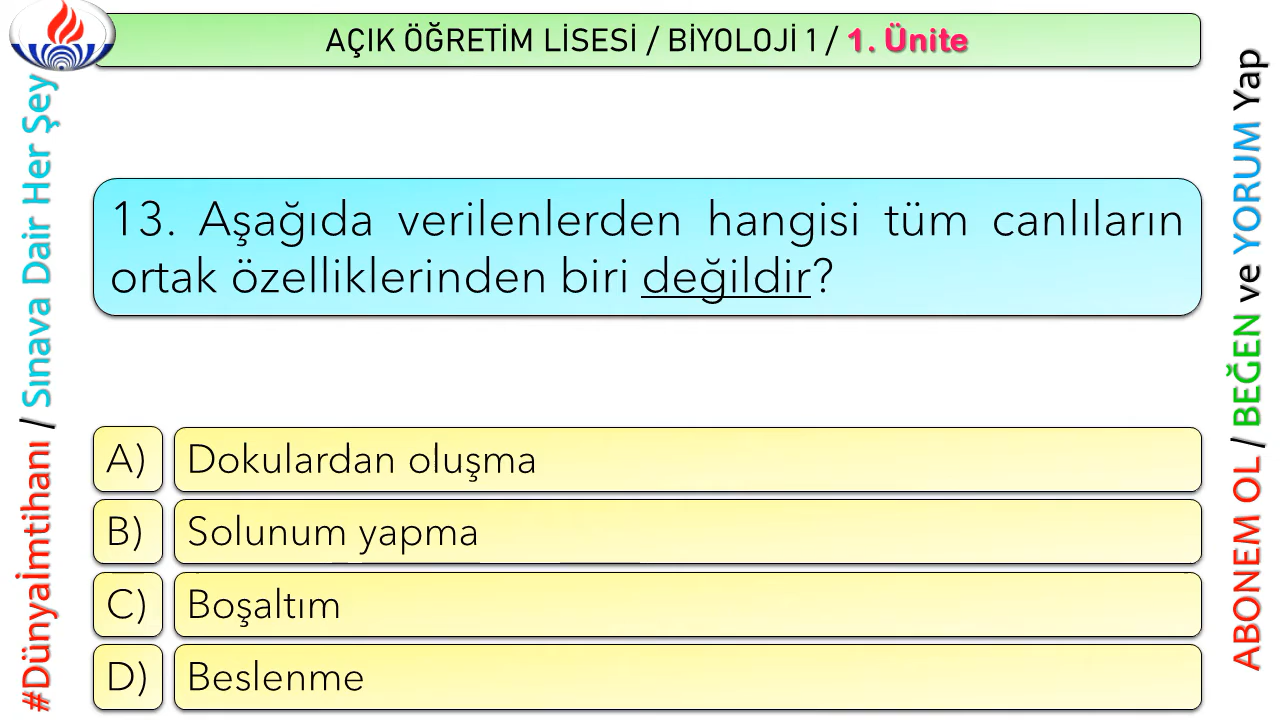 AÇIK ÖĞRETİM LİSESİ / BİYOLOJİ 1 / 1. Ünite
#Dünyaimtihanı / Sınava Dair Her Şey
13. Aşağıda verilenlerden hangisi tüm canlıların
ortak özelliklerinden biri değildir?
A) Dokulardan oluşma
B) Solunum yapma
C) Boşaltım
D) Beslenme
ABONEM OL / BEĞEN ve YORUM Yap